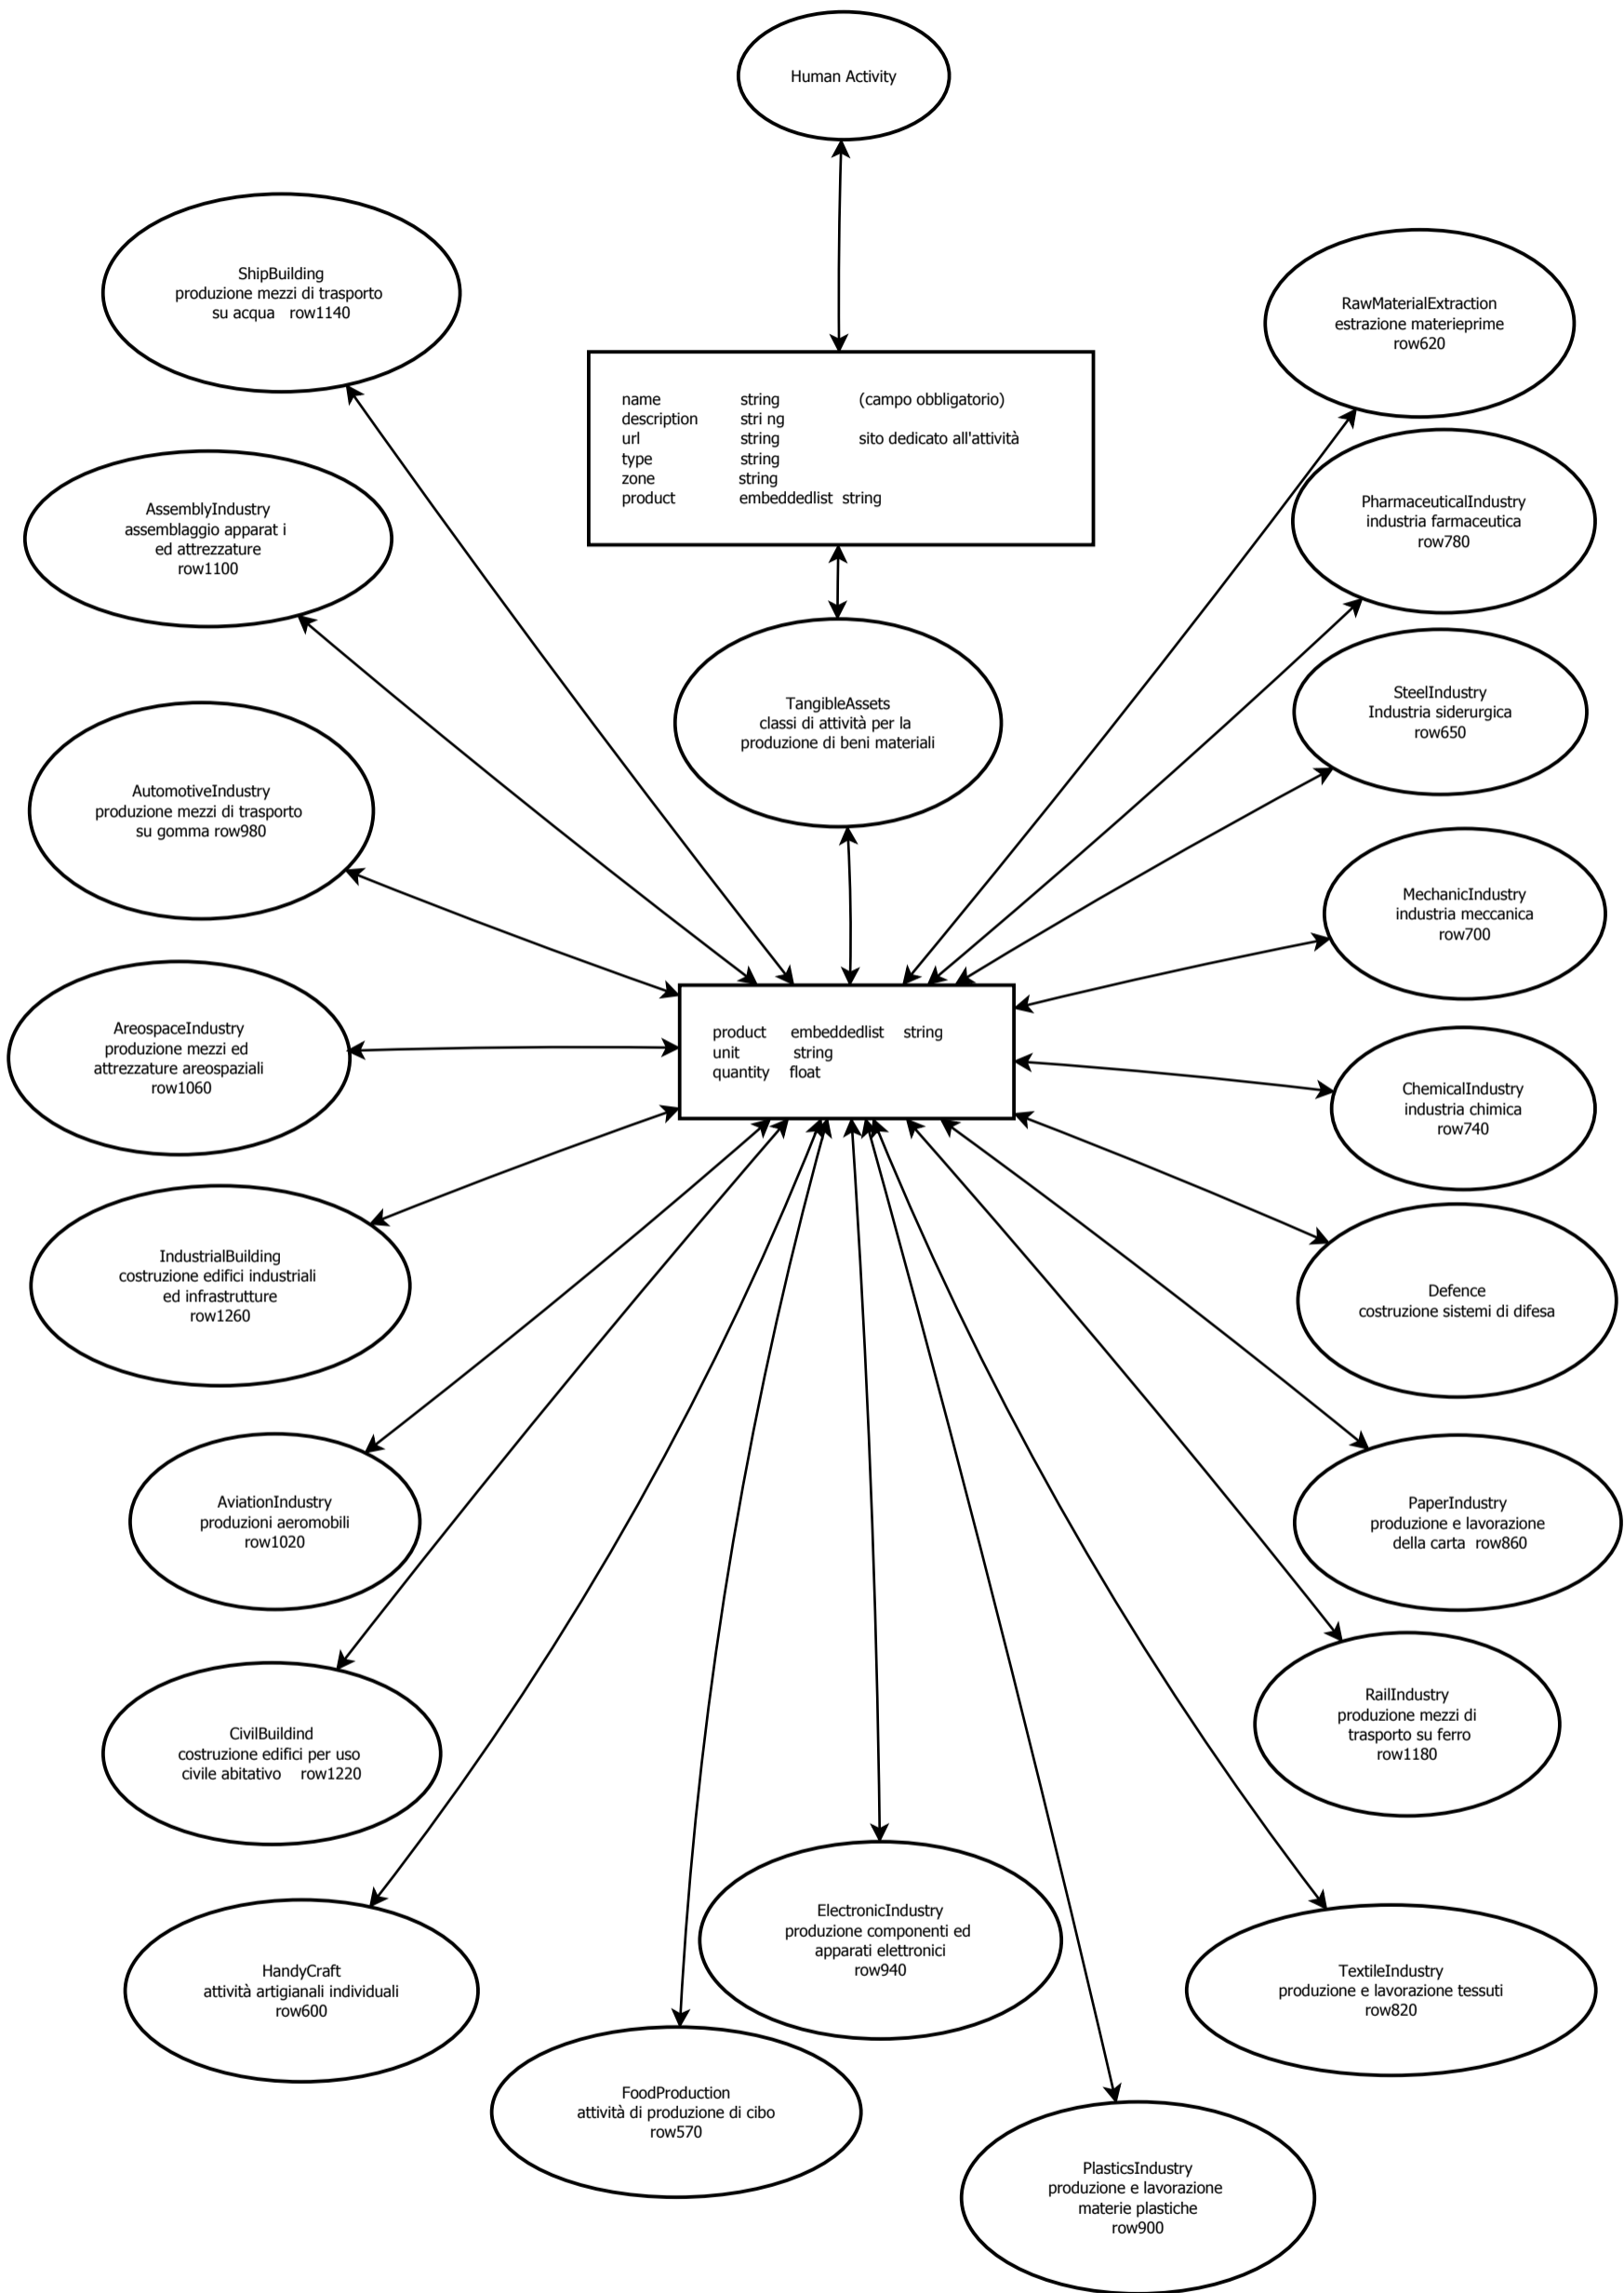 Human Activity
ShipBuilding
produzione mezzi di trasporto
su acqua row1140
RawMaterialExtraction
estrazione materieprime
row620
name string (campo obbligatorio)
description stri ng
url string sito dedicato all'attività
type string
zone string
product embeddedlist string
AssemblyIndustry
assemblaggio apparat i
ed attrezzature
row1100
PharmaceuticalIndustry
industria farmaceutica
row780
TangibleAssets
classi di attività per la
produzione di beni materiali
SteelIndustry
Industria siderurgica
row650
AutomotiveIndustry
produzione mezzi di trasporto
su gomma row980
MechanicIndustry
industria meccanica
row700
AreospaceIndustry
produzione mezzi ed
attrezzature areospaziali
row1060
product embeddedlist string
unit string
quantity float
ChemicalIndustry
industria chimica
row740
IndustrialBuilding
costruzione edifici industriali
ed infrastrutture
row1260
Defence
costruzione sistemi di difesa
AviationIndustry
produzioni aeromobili
row1020
PaperIndustry
produzione e lavorazione
della carta row860
CivilBuildind
costruzione edifici per uso
civile abitativo row1220
RailIndustry
produzione mezzi di
trasporto su ferro
row1180
HandyCraft
attività artigianali individuali
row600
ElectronicIndustry
produzione componenti ed
apparati elettronici
row940
TextileIndustry
produzione e lavorazione tessuti
row820
FoodProduction
attività di produzione di cibo
row570
PlasticsIndustry
produzione e lavorazione
materie plastiche
row900